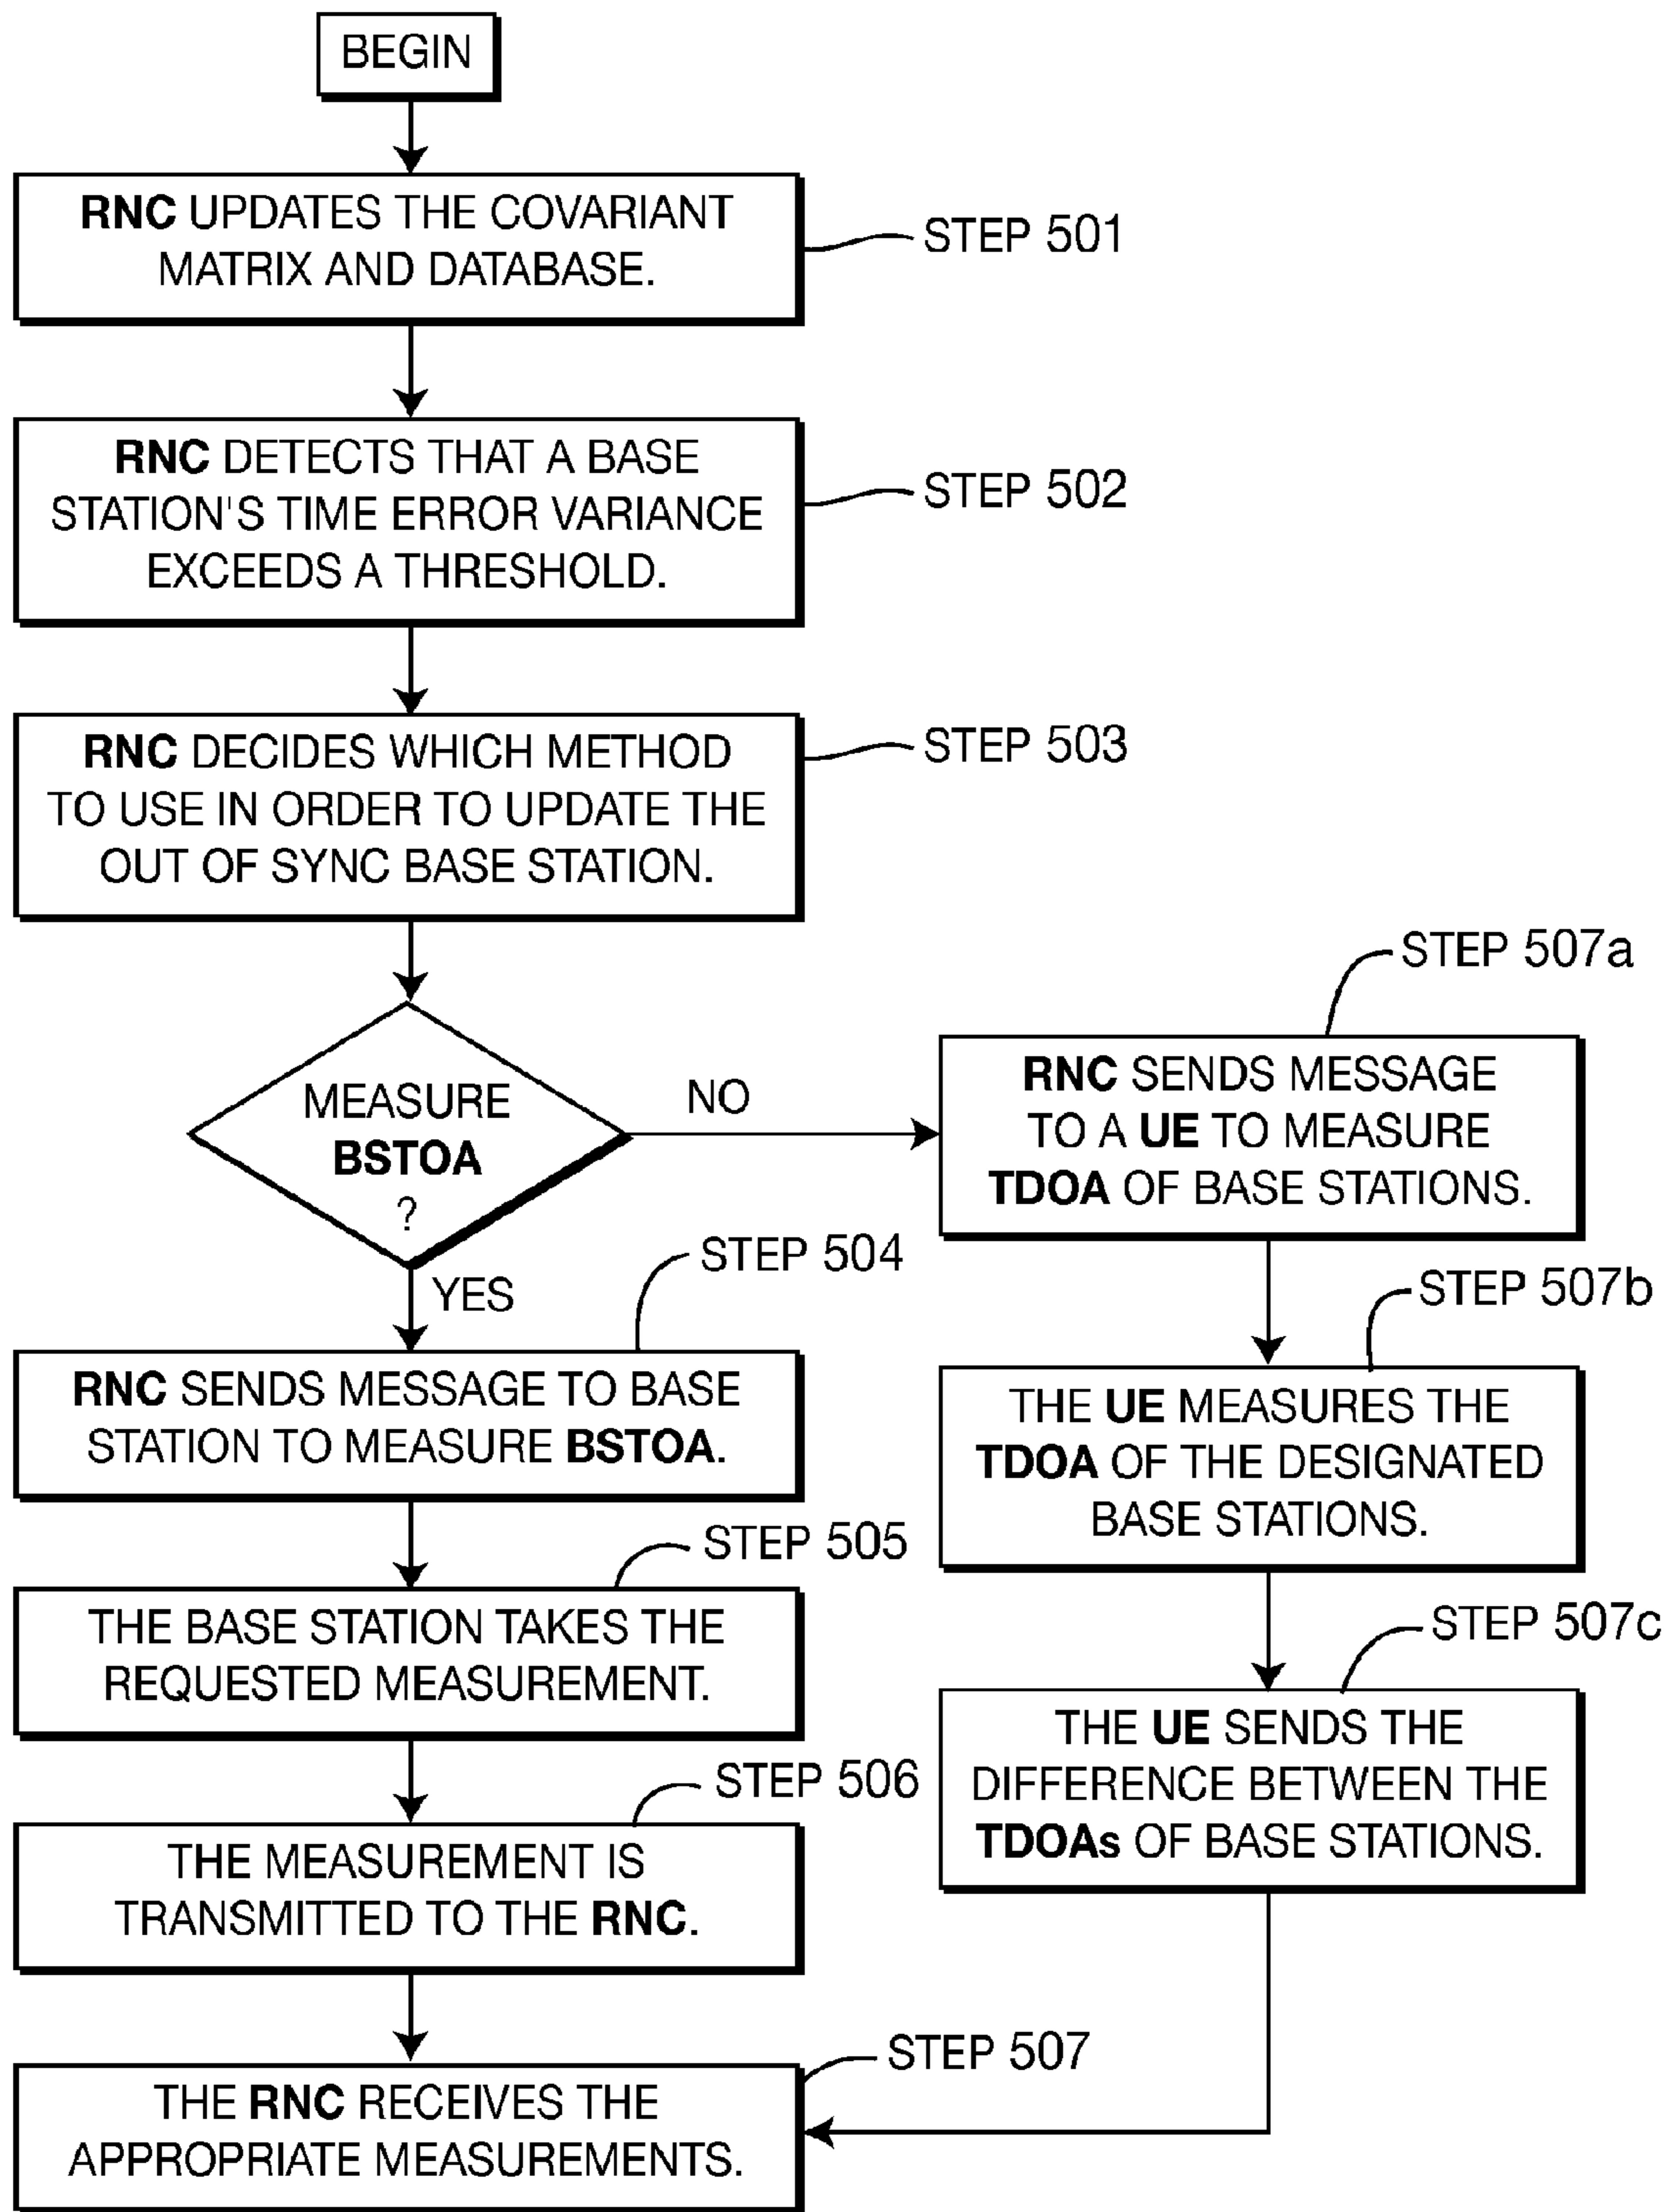 BEGIN
RNC UPDATES THE COVARIANT
MATRIX AND DATABASE.
STEP 501
RNC DETECTS THAT A BASE
STATION'S TIME ERROR VARIANCE
EXCEEDS A THRESHOLD.
STEP 502
RNC DECIDES WHICH METHOD
TO USE IN ORDER TO UPDATE THE
OUT OF SYNC BASE STATION.
STEP 503
MEASURE
BSTOA
?
NO
YES
STEP 504
RNC SENDS MESSAGE TO BASE
STATION TO MEASURE BSTOA.
STEP 505
THE BASE STATION TAKES THE
REQUESTED MEASUREMENT.
STEP 506
THE MEASUREMENT IS
TRANSMITTED TO THE RNC.
STEP 507a
RNC SENDS MESSAGE
TO A UE TO MEASURE
TDOA OF BASE STATIONS.
STEP 507b
THE UE MEASURES THE
TDOA OF THE DESIGNATED
BASE STATIONS.
STEP 507c
THE UE SENDS THE
DIFFERENCE BETWEEN THE
TDOAs OF BASE STATIONS.
STEP 507
THE RNC RECEIVES THE
APPROPRIATE MEASUREMENTS.